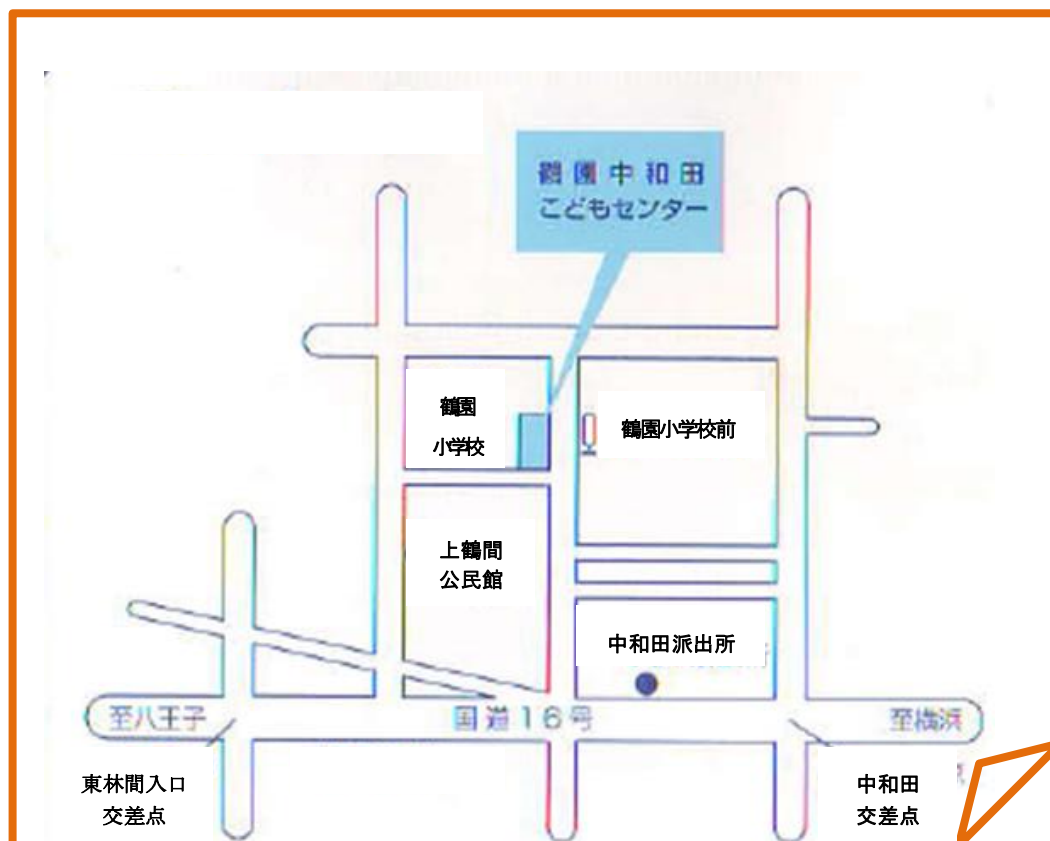 鶴園中和田
こどもセンター
鶴園
小学校
鶴園小学校前
上鶴間
公民館
中和田派出所
至八王子
国道16号
至横浜
東林間入口
交差点
中和田
交差点